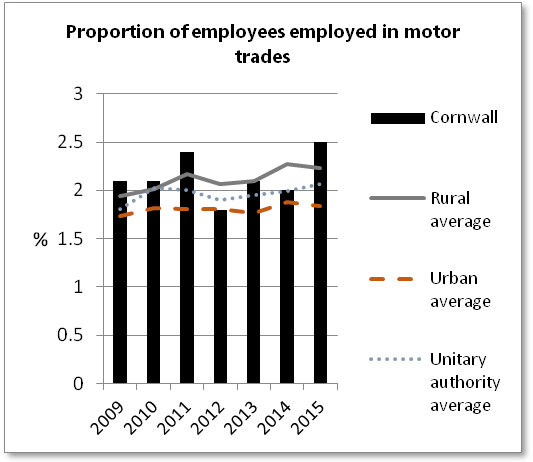 Proportion of employees employed in motor
trades
3
2.5
2
1.5
1
0.5
0
%
2009
2010
2011
2012
2013
2014
2015
Cornwall
Rural
average
Urban
average
Unitary
authority
average